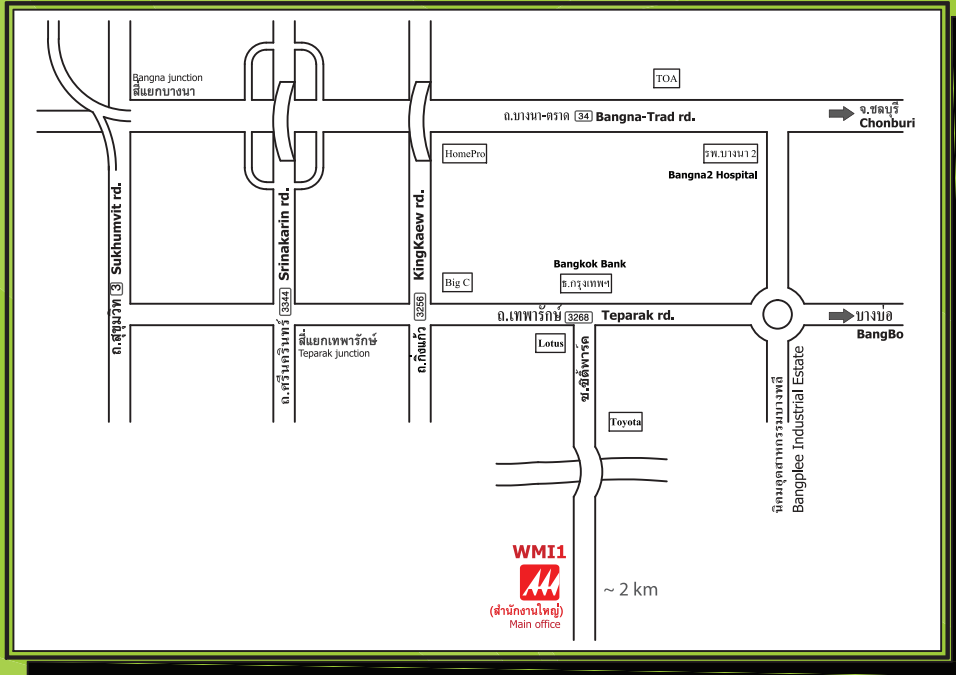 Bangna junction
สี่แยกบางนา
TOA
ถ.บางนา-ตราด 34 Bangna-Trad rd.
จ.ชลบุรี
Chonburi
HomePro
รพ.บางนา 2
Bangna2 Hospital
ถ.สุขุมวิท 3 Sukhumvit rd.
ถ.ศรีนครินทร์ 3344 Srinakarin rd.
ถ.กิ่งแก้ว 3256 KingKaew rd.
Big C
Bangkok Bank
ธ.กรุงเทพฯ
ถ.เทพารักษ์ 3268 Teparak rd.
บางบ่อ
BangBo
สี่แยกเทพารักษ์
Teparak junction
Lotus
ซ.ซิตี้พาร์ค
Toyota
นิคมอุตสาหกรรมบางพลี
Bangplee Industrial Estate
WMI1
(สำนักงานใหญ่)
Main office
~ 2 km